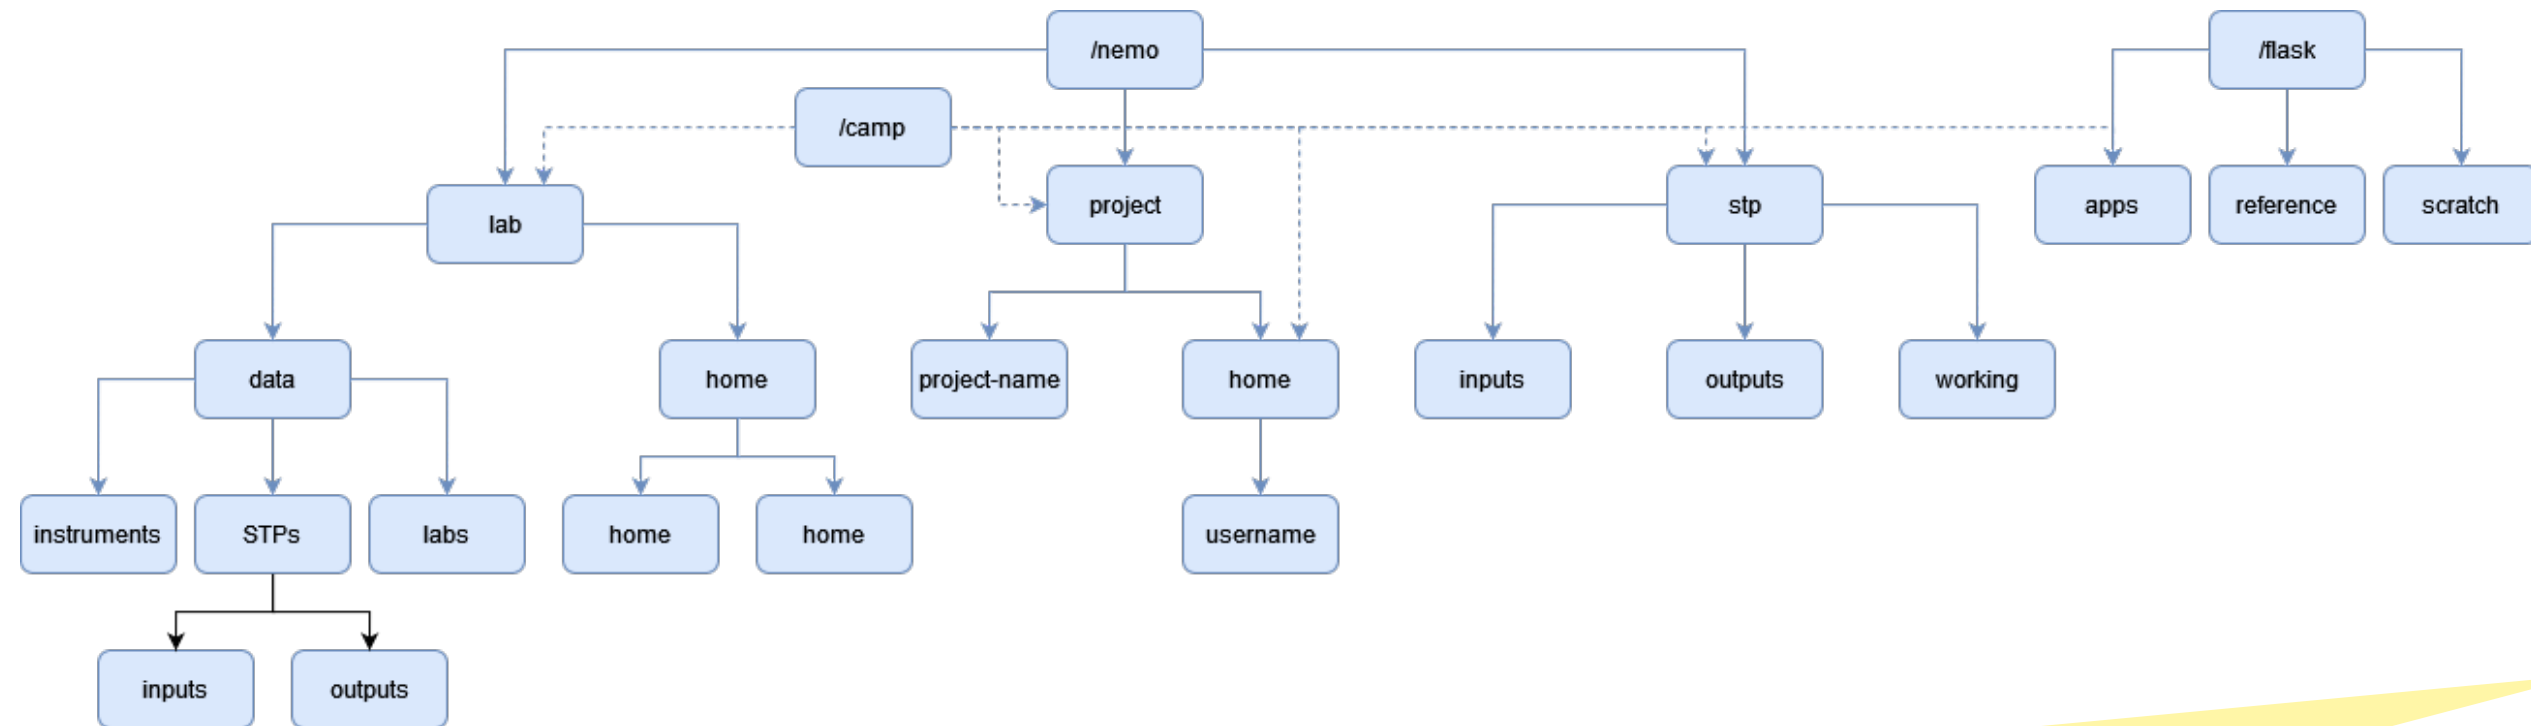 /nemo
/flask
/camp
lab
project
stp
apps
reference
scratch
data
home
project-name
home
inputs
outputs
working
instruments
STPs
labs
home
home
username
inputs
outputs